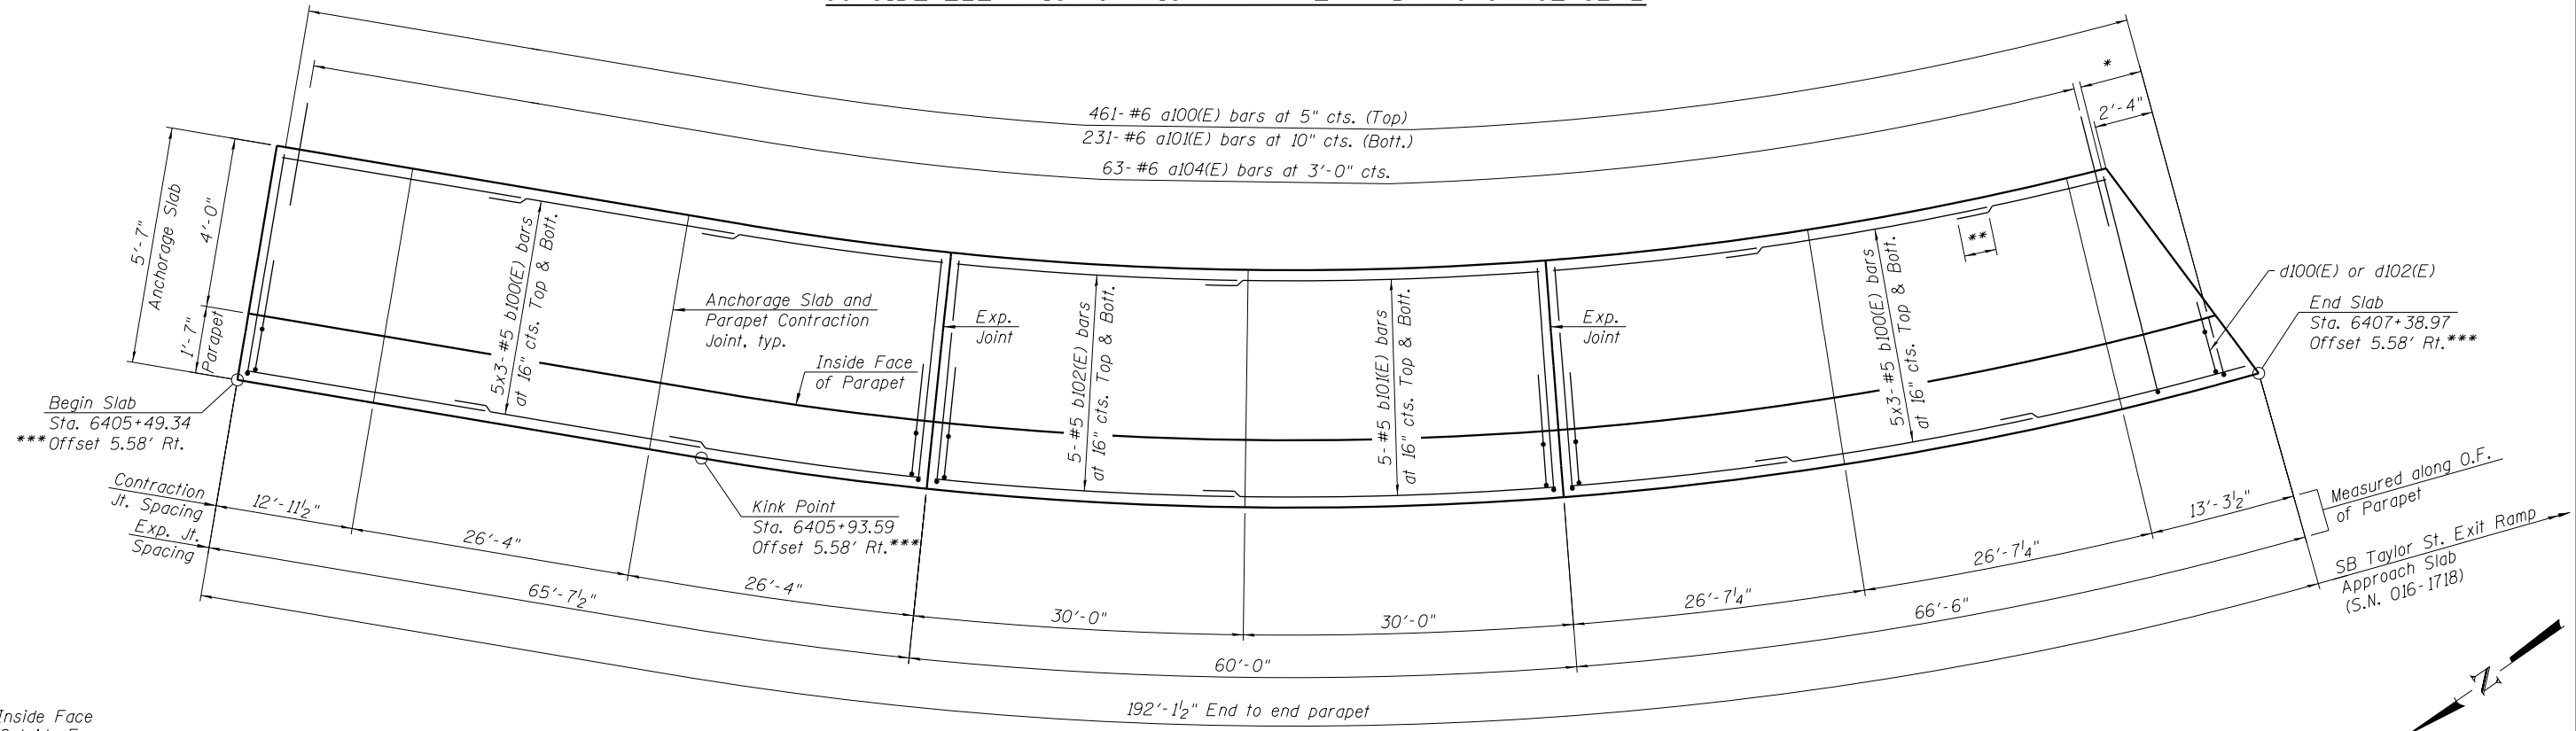 461-#6 a100(E) bars at 5" cts. (Top)
231-#6 a101(E) bars at 10" cts. (Bott.)
63-#6 a104(E) bars at 3'-0" cts.
*
2'-4"
5'-7"
Anchorage Slab
4'-0"
1'-7"
Parapet
5x3-#5 b100(E) bars
at 16" cts. Top & Bott.
Anchorage Slab and
Parapet Contraction
Joint, typ.
Inside Face
of Parapet
Exp.
Joint
5-#5 b102(E) bars
at 16" cts. Top & Bott.
5-#5 b101(E) bars
at 16" cts. Top & Bott.
Exp.
Joint
5x3-#5 b100(E) bars
at 16" cts. Top & Bott.
**
d100(E) or d102(E)
End Slab
Sta. 6407+38.97
Offset 5.58' Rt.***
Begin Slab
Sta. 6405+49.34
***Offset 5.58' Rt.
Kink Point
Sta. 6405+93.59
Offset 5.58' Rt.***
Contraction
Jt. Spacing
12'-11½"
26'-4"
26'-4"
30'-0"
30'-0"
26'-7¼"
26'-7¼"
13'-3½"
Measured along O.F.
of Parapet
Exp. Jt.
Spacing
65'-7½"
60'-0"
66'-6"
SB Taylor St. Exit Ramp
Approach Slab
(S.N. 016-1718)
192'-1½" End to end parapet
Z
Inside Face